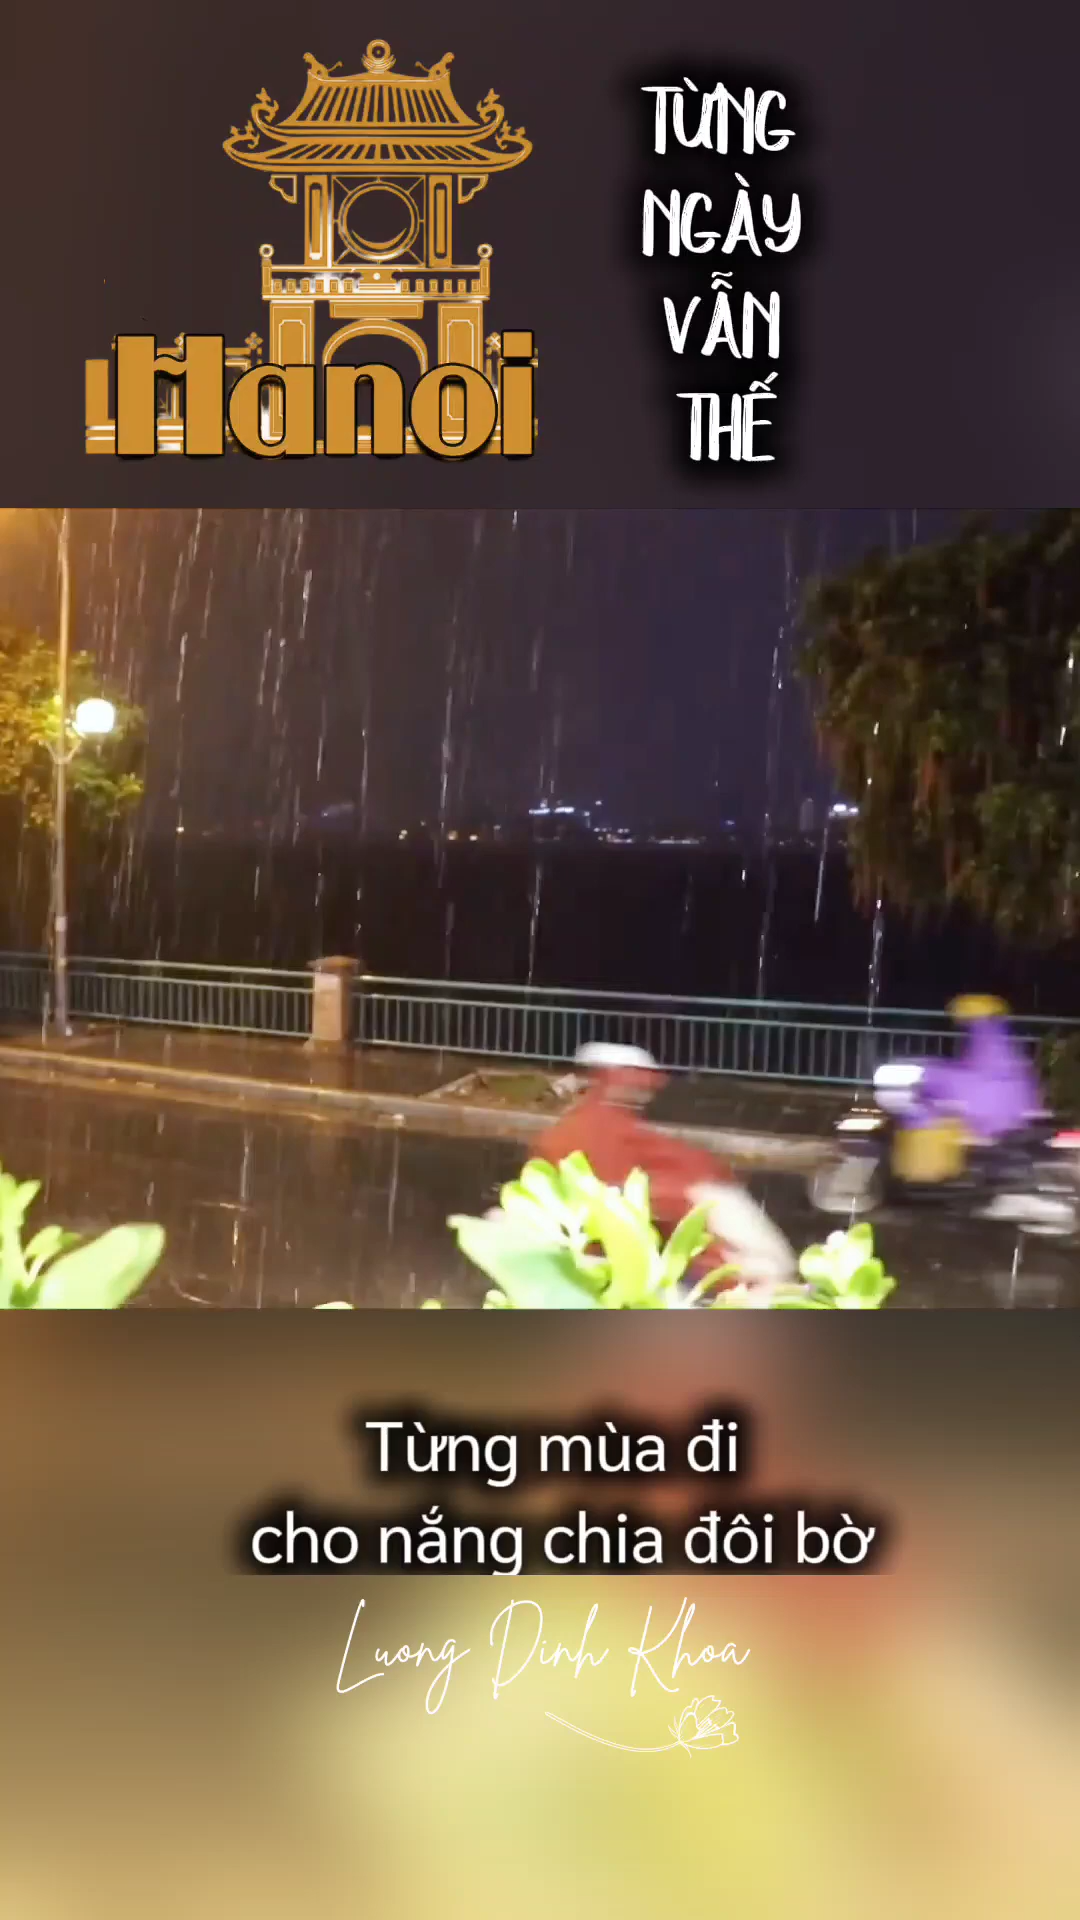 Hanoi
TỪNG
NGÀY
VẪN
THẾ
Từng mùa đi
cho nắng chia đôi bờ
Luong Dinh Khoa